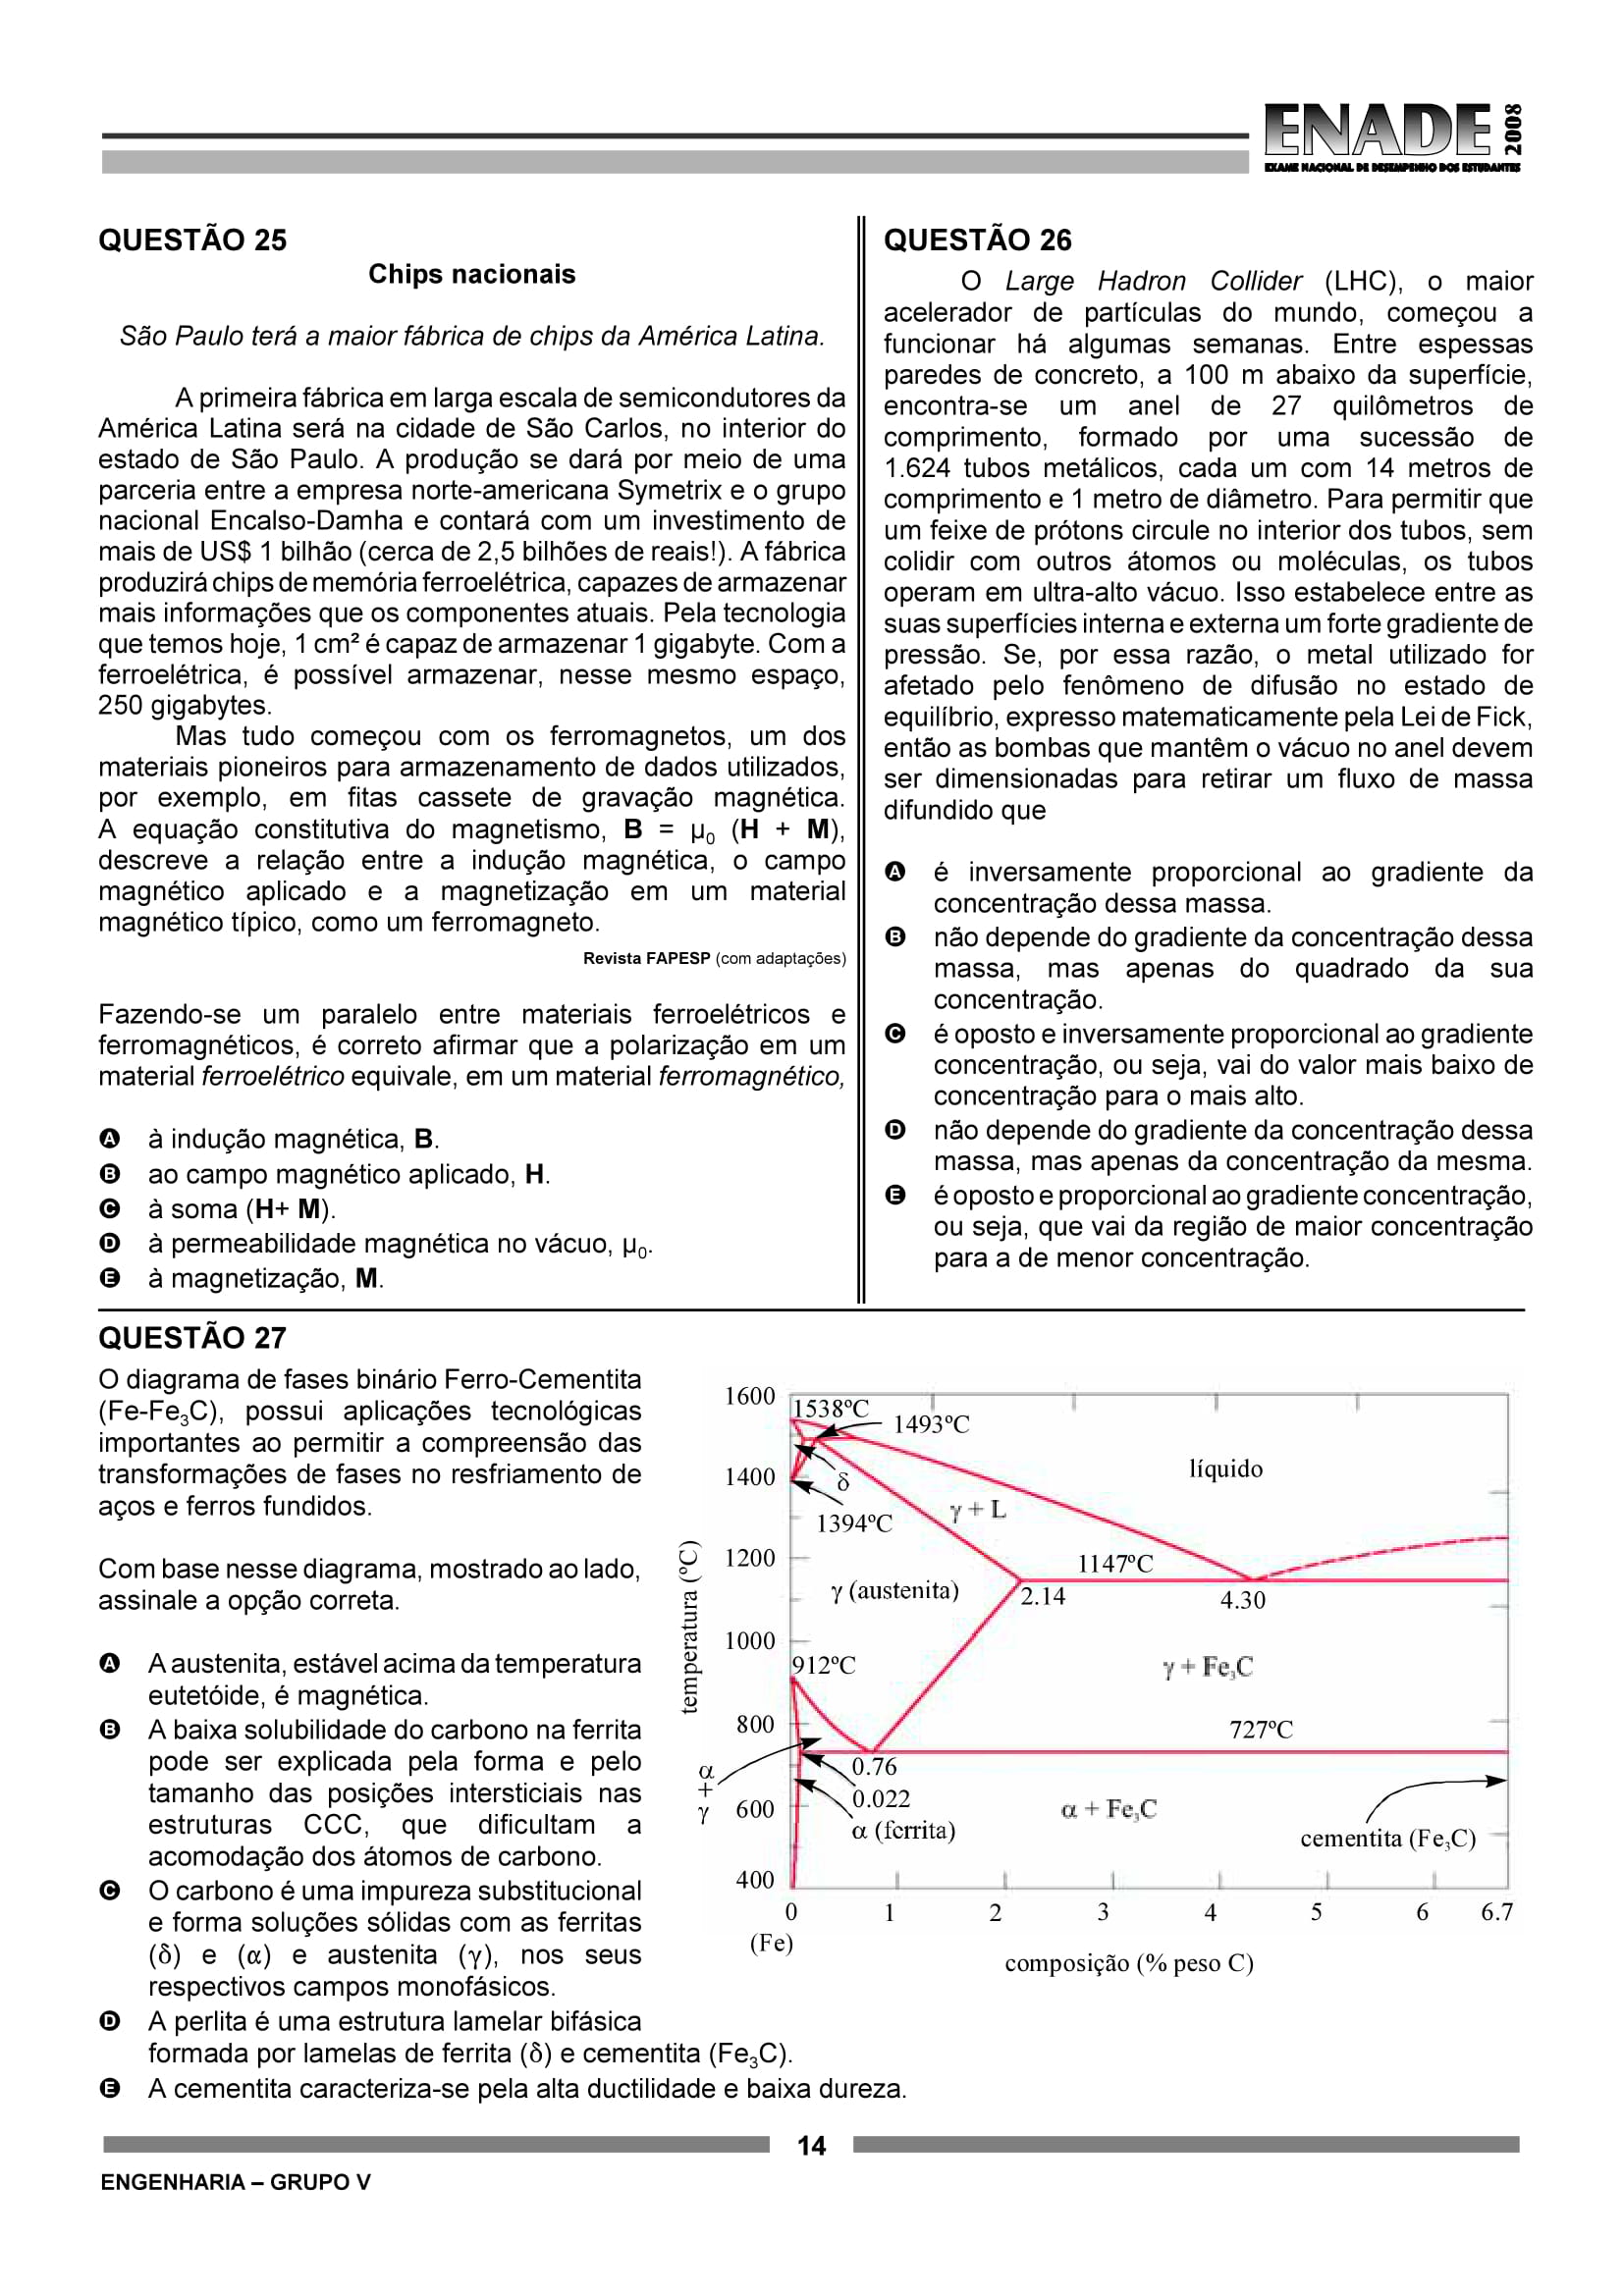 ENADE 2008
EXAME NACIONAL DE DESEMPENHO DOS ESTUDANTES
QUESTÃO 25
Chips nacionais
São Paulo terá a maior fábrica de chips da América Latina.
A primeira fábrica em larga escala de semicondutores da
América Latina será na cidade de São Carlos, no interior do
estado de São Paulo. A produção se dará por meio de uma
parceria entre a empresa norte-americana Symetrix e o grupo
nacional Encalso-Damha e contará com um investimento de
mais de US$ 1 bilhão (cerca de 2,5 bilhões de reais!). A fábrica
produzirá chips de memória ferroelétrica, capazes de armazenar
mais informações que os componentes atuais. Pela tecnologia
que temos hoje, 1 cm² é capaz de armazenar 1 gigabyte. Com a
ferroelétrica, é possível armazenar, nesse mesmo espaço,
250 gigabytes.
Mas tudo começou com os ferromagnetos, um dos
materiais pioneiros para armazenamento de dados utilizados,
por exemplo, em fitas cassete de gravação magnética.
A equação constitutiva do magnetismo, B = µ₀ (H + M),
descreve a relação entre a indução magnética, o campo
magnético aplicado e a magnetização em um material
magnético típico, como um ferromagneto.
Revista FAPESP (com adaptações)
Fazendo-se um paralelo entre materiais ferroelétricos e
ferromagnéticos, é correto afirmar que a polarização em um
material ferroelétrico equivale, em um material ferromagnético,
A à indução magnética, B.
B ao campo magnético aplicado, H.
C à soma (H+ M).
D à permeabilidade magnética no vácuo, µ₀.
E à magnetização, M.
QUESTÃO 26
O Large Hadron Collider (LHC), o maior
acelerador de partículas do mundo, começou a
funcionar há algumas semanas. Entre espessas
paredes de concreto, a 100 m abaixo da superfície,
encontra-se um anel de 27 quilômetros de
comprimento, formado por uma sucessão de
1.624 tubos metálicos, cada um com 14 metros de
comprimento e 1 metro de diâmetro. Para permitir que
um feixe de prótons circule no interior dos tubos, sem
colidir com outros átomos ou moléculas, os tubos
operam em ultra-alto vácuo. Isso estabelece entre as
suas superfícies interna e externa um forte gradiente de
pressão. Se, por essa razão, o metal utilizado for
afetado pelo fenômeno de difusão no estado de
equilíbrio, expresso matematicamente pela Lei de Fick,
então as bombas que mantêm o vácuo no anel devem
ser dimensionadas para retirar um fluxo de massa
difundido que
A é inversamente proporcional ao gradiente da
concentração dessa massa.
B não depende do gradiente da concentração dessa
massa, mas apenas do quadrado da sua
concentração.
C é oposto e inversamente proporcional ao gradiente
concentração, ou seja, vai do valor mais baixo de
concentração para o mais alto.
D não depende do gradiente da concentração dessa
massa, mas apenas da concentração da mesma.
E é oposto e proporcional ao gradiente concentração,
ou seja, que vai da região de maior concentração
para a de menor concentração.
QUESTÃO 27
O diagrama de fases binário Ferro-Cementita
(Fe-Fe₃C), possui aplicações tecnológicas
importantes ao permitir a compreensão das
transformações de fases no resfriamento de
aços e ferros fundidos.
Com base nesse diagrama, mostrado ao lado,
assinale a opção correta.
A A austenita, estável acima da temperatura
eutetóide, é magnética.
B A baixa solubilidade do carbono na ferrita
pode ser explicada pela forma e pelo
tamanho das posições intersticiais nas
estruturas CCC, que dificultam a
acomodação dos átomos de carbono.
C O carbono é uma impureza substitucional
e forma soluções sólidas com as ferritas
(δ) e (α) e austenita (γ), nos seus
respectivos campos monofásicos.
D A perlita é uma estrutura lamelar bifásica
formada por lamelas de ferrita (δ) e cementita (Fe₃C).
E A cementita caracteriza-se pela alta ductilidade e baixa dureza.
temperatura (ºC)
1600
1400
1200
1000
800
600
400
1538ºC
1493ºC
δ
1394ºC
γ + L
líquido
1147ºC
γ (austenita)
2.14
4.30
912ºC
γ + Fe₃C
727ºC
α + γ
0.76
0.022
α (ferrita)
α + Fe₃C
cementita (Fe₃C)
0 1 2 3 4 5 6 6.7
(Fe)
composição (% peso C)
14
ENGENHARIA – GRUPO V